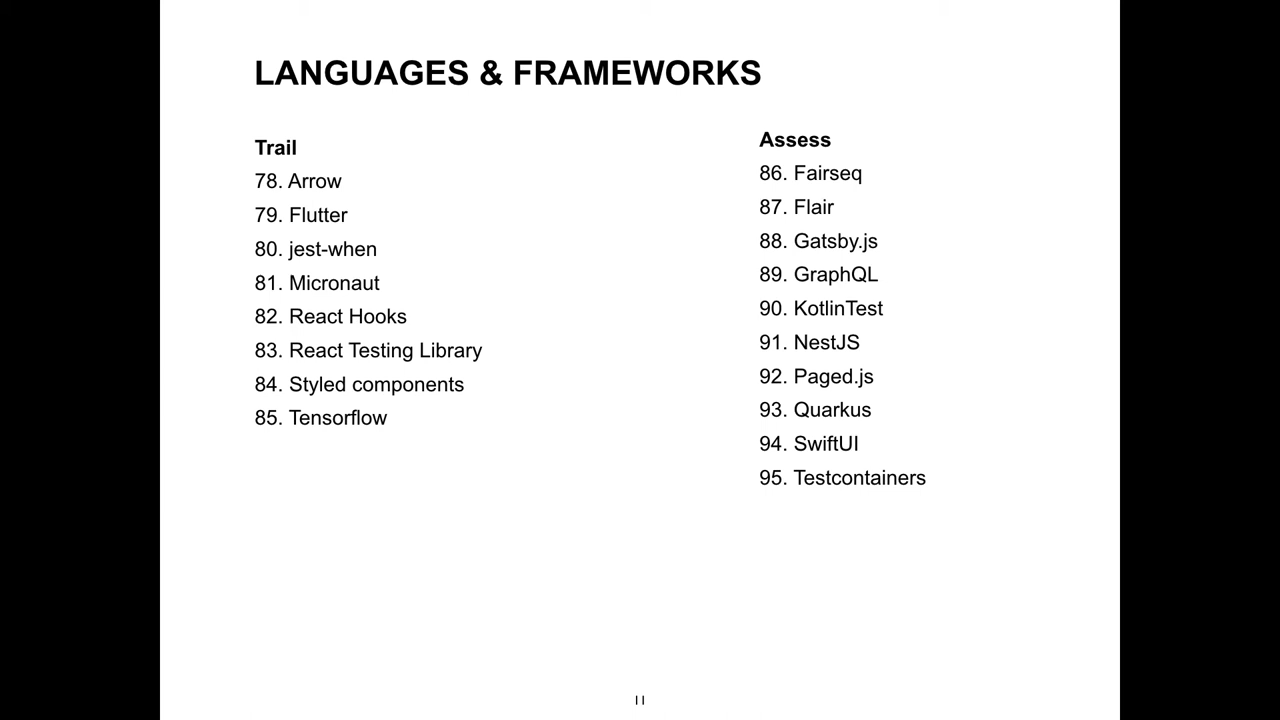 LANGUAGES & FRAMEWORKS
Trail
78. Arrow
79. Flutter
80. jest-when
81. Micronaut
82. React Hooks
83. React Testing Library
84. Styled components
85. Tensorflow
Assess
86. Fairseq
87. Flair
88. Gatsby.js
89. GraphQL
90. KotlinTest
91. NestJS
92. Paged.js
93. Quarkus
94. SwiftUI
95. Testcontainers
11